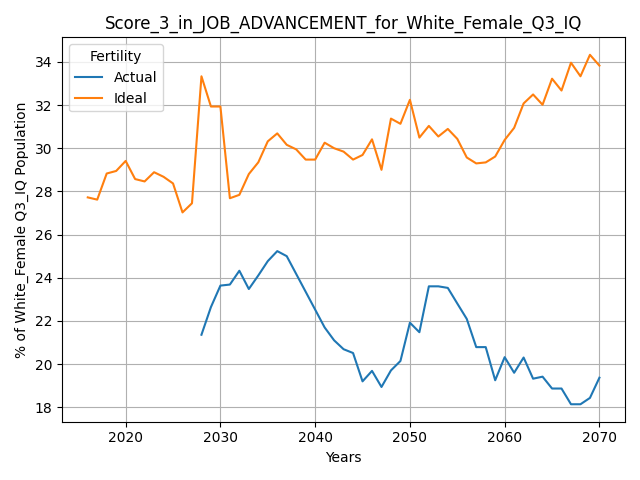 Score_3_in_JOB_ADVANCEMENT_for_White_Female_Q3_IQ
Fertility
Actual
Ideal
% of White_Female Q3_IQ Population
34
32
30
28
26
24
22
20
18
2020 2030 2040 2050 2060 2070
Years